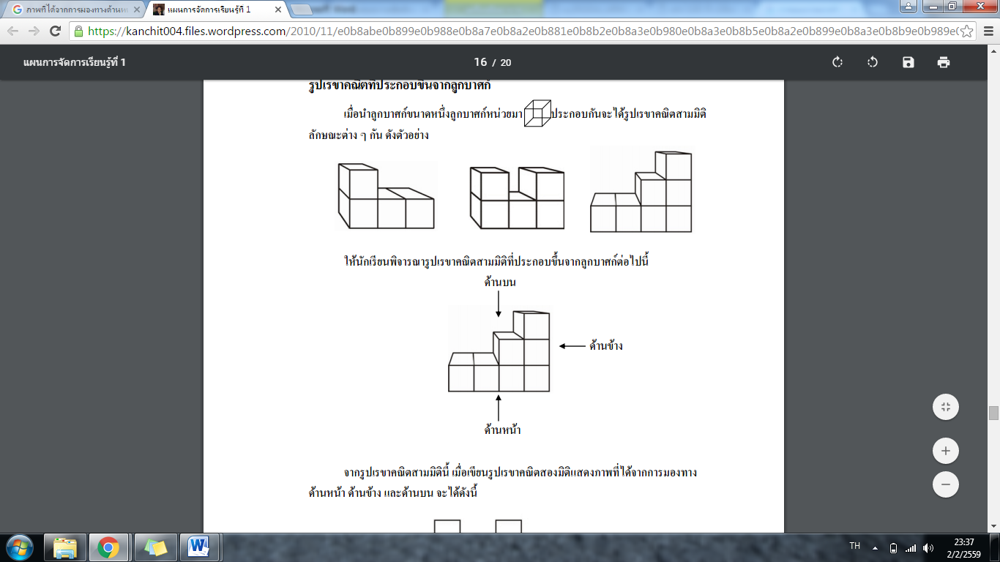 ภาพที่ได้จากการมองทางด้านหน
แผนการจัดการเรียนรู้ที่ 1
https://kanchit004.files.wordpress.com/2010/11/e0b8abe0b899e0b988e0b8a7e0b8a2e0b881e0b8b2e0b8a3e0b980e0b8a3e0b8b5e0b8a2e0b899e0b8a3e0b8b9e0b989e0
แผนการจัดการเรียนรู้ที่ 1
16 / 20
รูปเรขาคณิตที่ประกอบขึ้นจากลูกบาศก์
เมื่อนำลูกบาศก์ขนาดหนึ่งลูกบาศก์หน่วยมา ประกอบกันจะได้รูปเรขาคณิตสามมิติ
ลักษณะต่าง ๆ กัน ดังตัวอย่าง
ให้นักเรียนพิจารณารูปเรขาคณิตสามมิติที่ประกอบขึ้นจากลูกบาศก์ต่อไปนี้
ด้านบน
ด้านข้าง
ด้านหน้า
จากรูปเรขาคณิตสามมิตินี้ เมื่อเขียนรูปเรขาคณิตสองมิติแสดงภาพที่ได้จากการมองทาง
ด้านหน้า ด้านข้าง และด้านบน จะได้ดังนี้
TH
23:37
2/2/2559